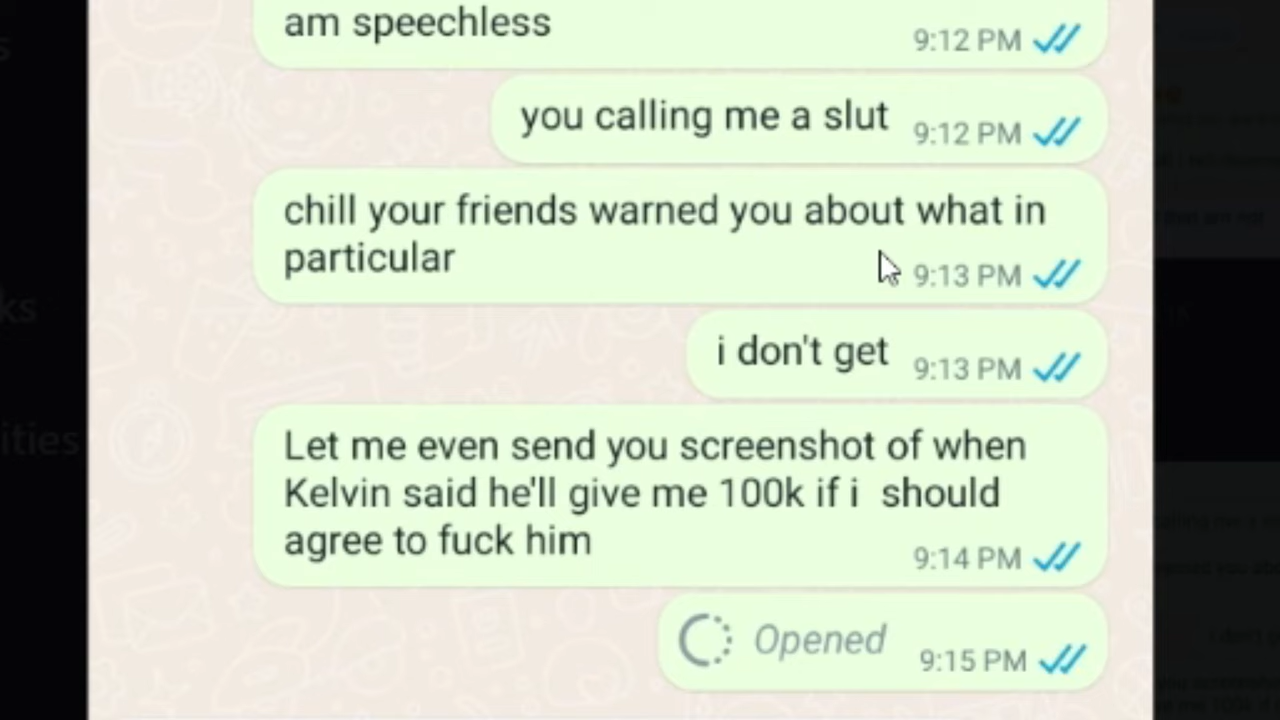 am speechless
9:12 PM
you calling me a slut
9:12 PM
chill your friends warned you about what in
particular
9:13 PM
i don't get
9:13 PM
Let me even send you screenshot of when
Kelvin said he'll give me 100k if i  should
agree to fuck him
9:14 PM
Opened
9:15 PM
ks
ities